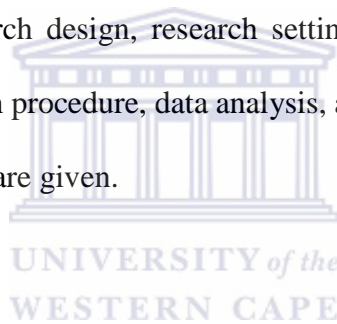 rch design, research settin
n procedure, data analysis, a
are given.
UNIVERSITY of the
WESTERN CAPE